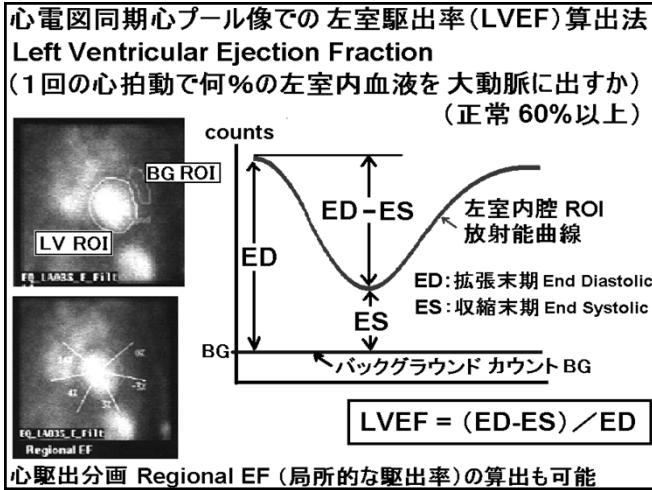 心電図同期心プール像での 左室駆出率(LVEF)算出法
Left Ventricular Ejection Fraction
(1回の心拍動で何%の左室内血液を 大動脈に出すか)
(正常 60%以上)
counts
BG ROI
LV ROI
EQ_LAO35_E_Filt
ED
ED-ES
ES
左室内腔 ROI
放射能曲線
ED:拡張末期 End Diastolic
ES:収縮末期 End Systolic
BG
バックグラウンド カウント BG
EQ_LAO35_E_Filt
Regional EF
LVEF = (ED-ES)/ED
心駆出分画 Regional EF (局所的な駆出率)の算出も可能